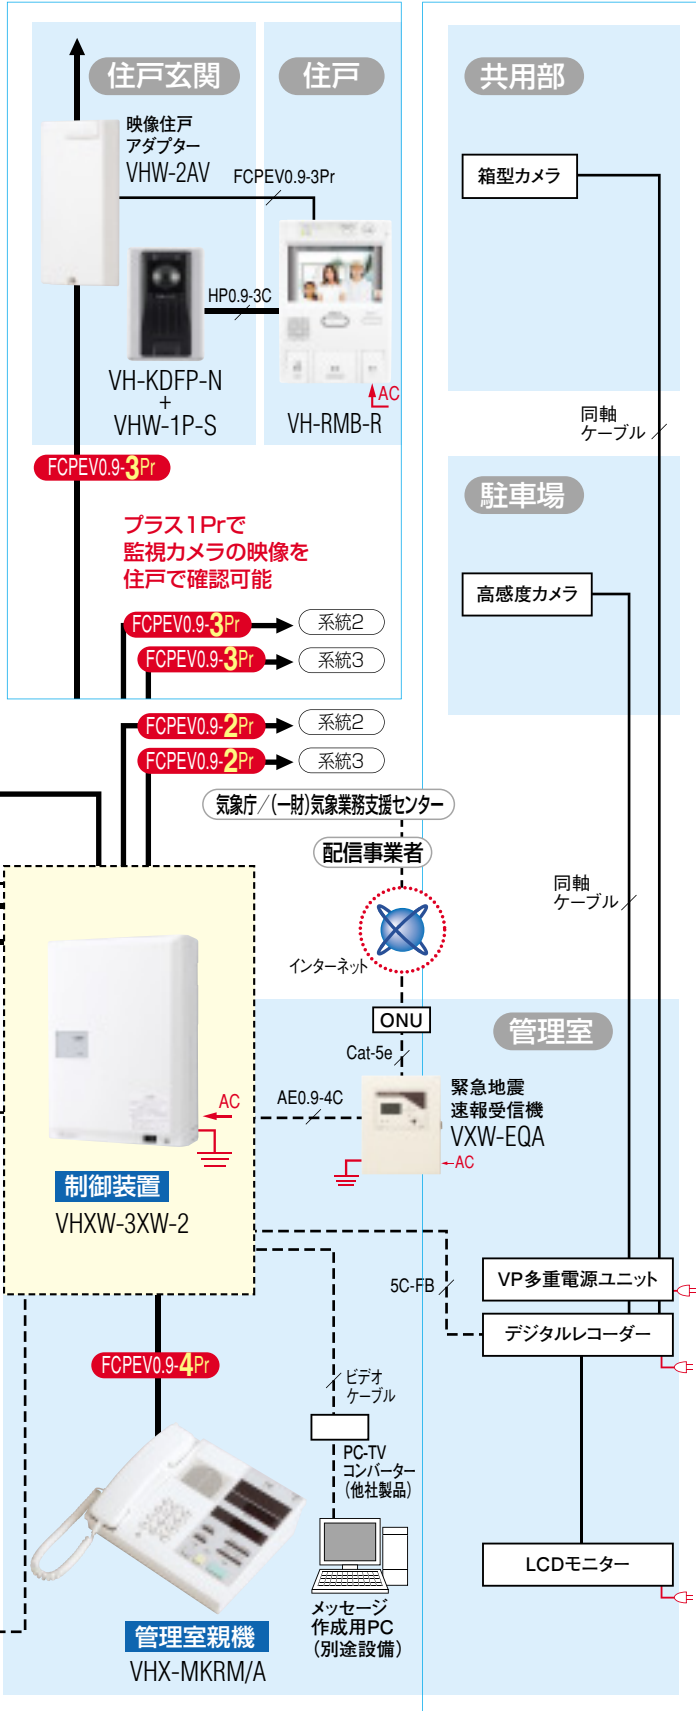 住戸玄関
住戸
共用部
映像住戸
アダプター
VHW-2AV
FCPEV0.9-3Pr
箱型カメラ
HP0.9-3C
VH-KDFP-N
+
VHW-1P-S
AC
VH-RMB-R
同軸
ケーブル
FCPEV0.9-3Pr
駐車場
プラス1Prで
監視カメラの映像を
住戸で確認可能
高感度カメラ
FCPEV0.9-3Pr
系統2
FCPEV0.9-3Pr
系統3
FCPEV0.9-2Pr
系統2
FCPEV0.9-2Pr
系統3
気象庁/(一財)気象業務支援センター
配信事業者
同軸
ケーブル
インターネット
ONU
管理室
Cat-5e
AE0.9-4C
緊急地震
速報受信機
VXW-EQA
AC
AC
制御装置
VHXW-3XW-2
5C-FB
VP多重電源ユニット
デジタルレコーダー
FCPEV0.9-4Pr
ビデオ
ケーブル
PC-TV
コンバーター
(他社製品)
LCDモニター
メッセージ
作成用PC
(別途設備)
管理室親機
VHX-MKRM/A